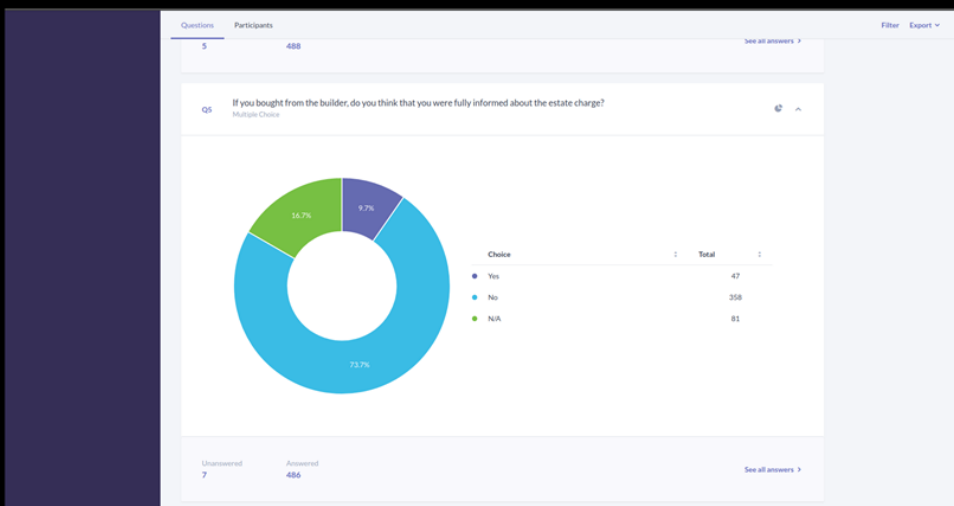 Questions Participants Filter Export
5 488 See all answers
Q5 If you bought from the builder, do you think that you were fully informed about the estate charge?
Multiple Choice
16.7% 9.7%
73.7%
Choice Total
Yes 47
No 358
N/A 81
Unanswered Answered
7 486 See all answers